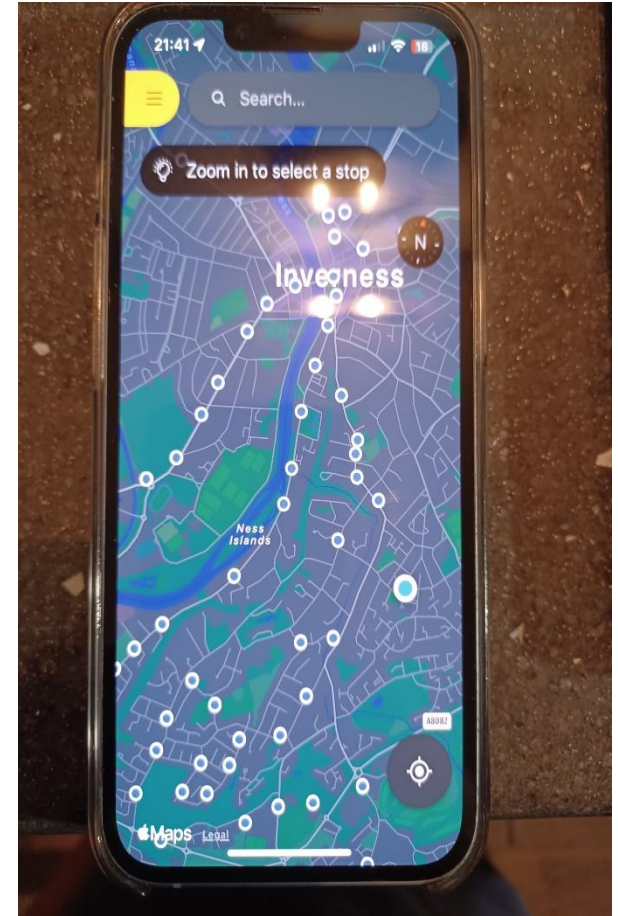 21:41
18
Search...
Zoom in to select a stop
N
Inverness
Ness
Islands
A8082
Maps
Legal